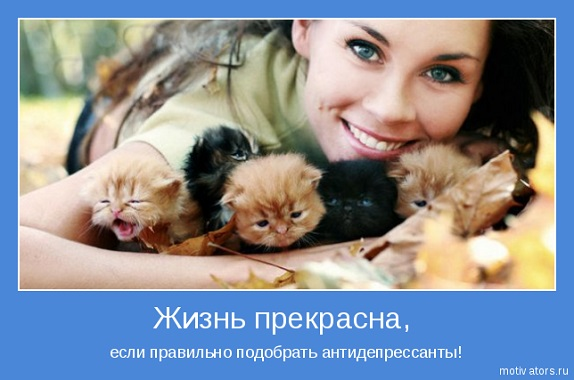 Жизнь прекрасна,
если правильно подобрать антидепрессанты!
motivators.ru